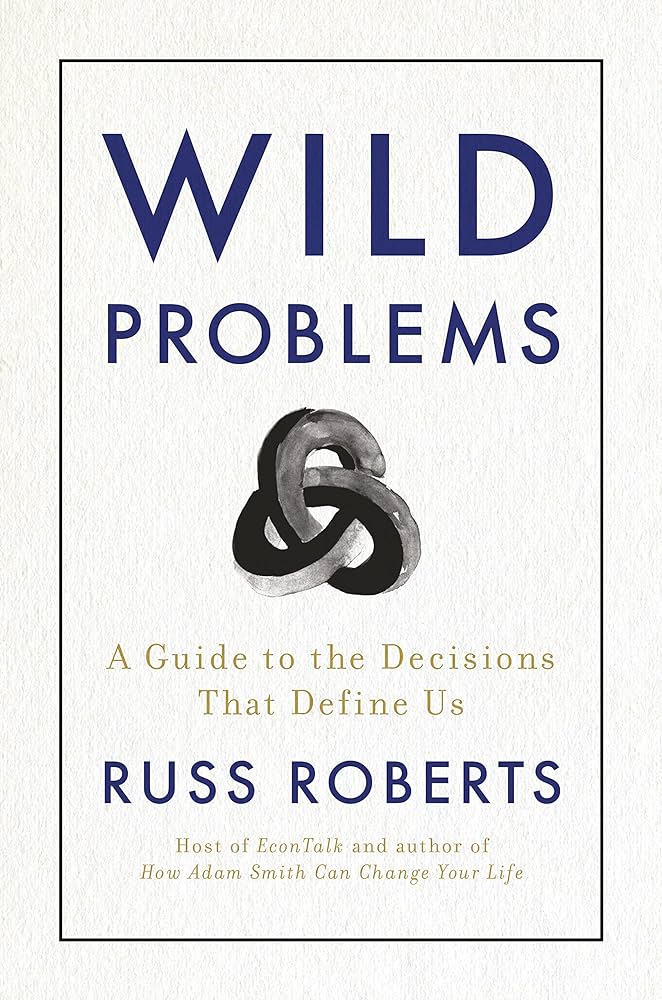 WILD
PROBLEMS
A Guide to the Decisions
That Define Us
RUSS ROBERTS
Host of EconTalk and author of
How Adam Smith Can Change Your Life